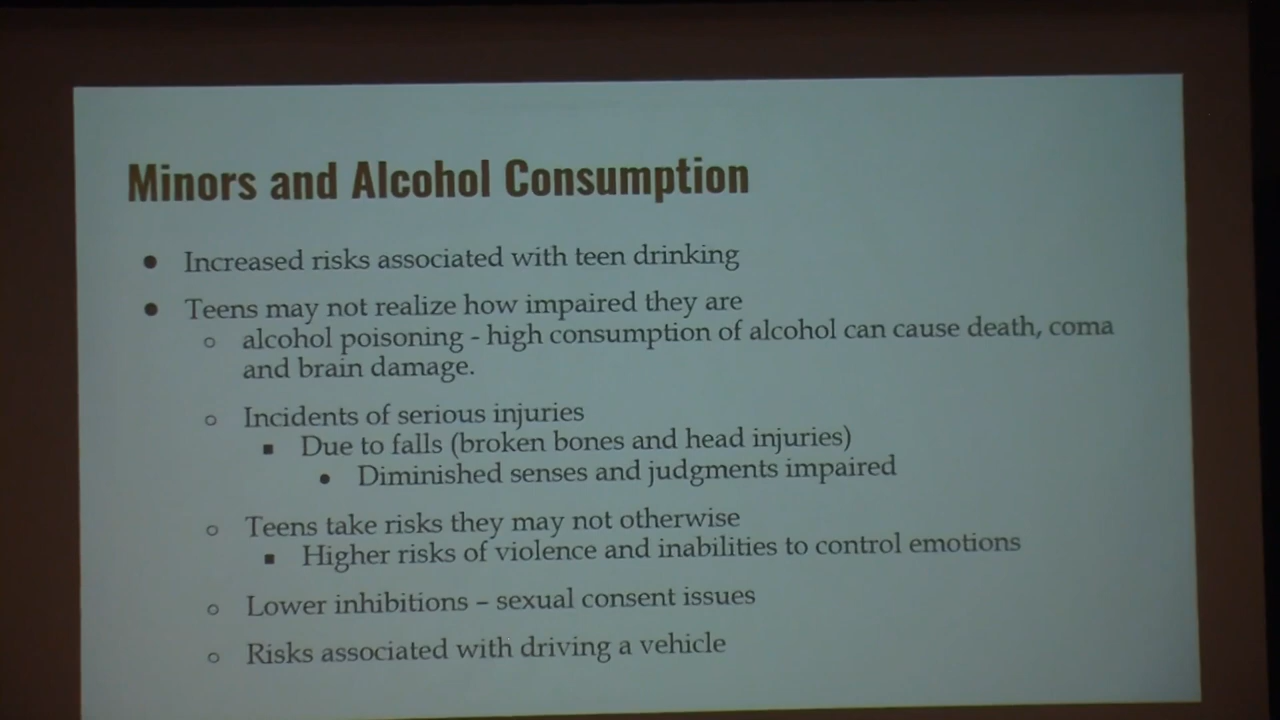 Minors and Alcohol Consumption
● Increased risks associated with teen drinking
● Teens may not realize how impaired they are
○ alcohol poisoning - high consumption of alcohol can cause death, coma
and brain damage.
○ Incidents of serious injuries
■ Due to falls (broken bones and head injuries)
● Diminished senses and judgments impaired
○ Teens take risks they may not otherwise
■ Higher risks of violence and inabilities to control emotions
○ Lower inhibitions – sexual consent issues
○ Risks associated with driving a vehicle